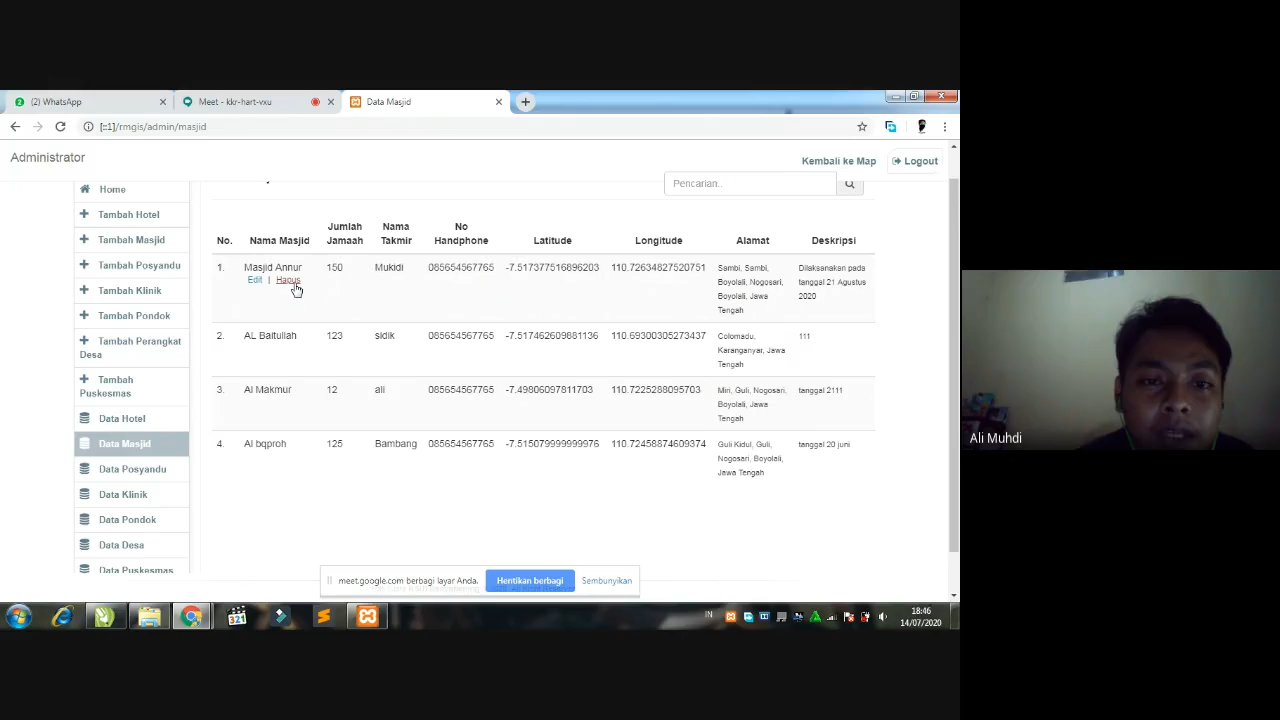 (2) WhatsApp
Meet - kkr-hart-vxu
Data Masjid
[::1]/rmgis/admin/masjid
Administrator
Kembali ke Map
Logout
Pencarian..
Home
Tambah Hotel
Tambah Masjid
Tambah Posyandu
Tambah Klinik
Tambah Pondok
Tambah Perangkat
Desa
Tambah
Puskesmas
Data Hotel
Data Masjid
Data Posyandu
Data Klinik
Data Pondok
Data Desa
Data Puskesmas
No. Nama Masjid Jumlah Jamaah Nama Takmir No Handphone Latitude Longitude Alamat Deskripsi
1. Masjid Annur 150 Mukidi 085654567765 -7.517377516896203 110.72634827520751 Sambi, Sambi, Dilaksanakan pada
Edit | Hapus Boyolali, Nogosari, tanggal 21 Agustus
Boyolali, Jawa 2020
Tengah
2. AL Baitullah 123 sidik 085654567765 -7.517462609881136 110.69300305273437 Colomadu, 111
Karanganyar, Jawa
Tengah
3. Al Makmur 12 ali 085654567765 -7.49806097811703 110.7225288095703 Miri, Guli, Nogosari, tanggal 2111
Boyolali, Jawa
Tengah
4. Al bqproh 125 Bambang 085654567765 -7.515079999999976 110.72458874609374 Guli Kidul, Guli, tanggal 20 juni
Nogosari, Boyolali,
Jawa Tengah
meet.google.com berbagi layar Anda. Hentikan berbagi Sembunyikan
321
IN
18:46
14/07/2020
Ali Muhdi